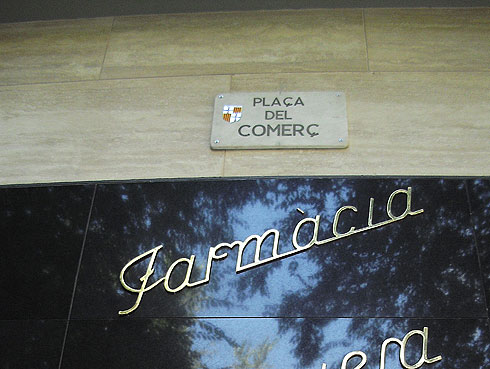 PLAÇA
DEL
COMERÇ
Farmàcia